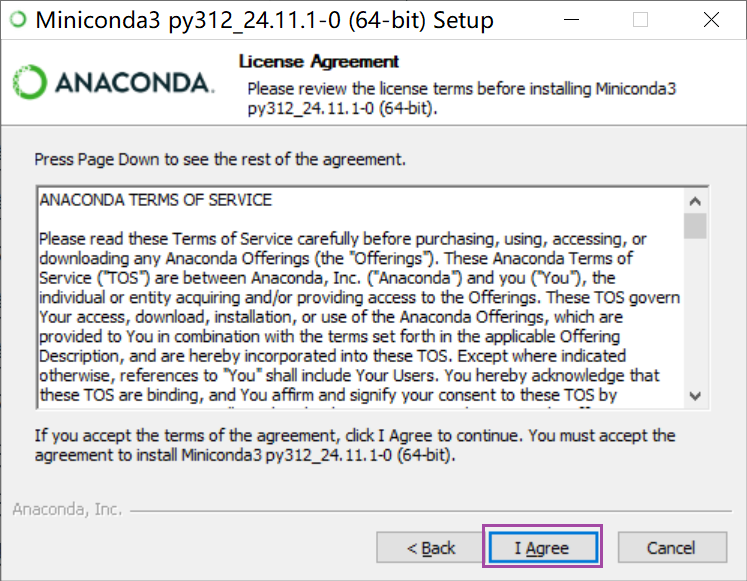 Miniconda3 py312_24.11.1-0 (64-bit) Setup
ANACONDA.
License Agreement
Please review the license terms before installing Miniconda3
py312_24.11.1-0 (64-bit).
Press Page Down to see the rest of the agreement.
ANACONDA TERMS OF SERVICE
Please read these Terms of Service carefully before purchasing, using, accessing, or
downloading any Anaconda Offerings (the "Offerings"). These Anaconda Terms of
Service ("TOS") are between Anaconda, Inc. ("Anaconda") and you ("You"), the
individual or entity acquiring and/or providing access to the Offerings. These TOS govern
Your access, download, installation, or use of the Anaconda Offerings, which are
provided to You in combination with the terms set forth in the applicable Offering
Description, and are hereby incorporated into these TOS. Except where indicated
otherwise, references to "You" shall include Your Users. You hereby acknowledge that
these TOS are binding, and You affirm and signify your consent to these TOS by
If you accept the terms of the agreement, click I Agree to continue. You must accept the
agreement to install Miniconda3 py312_24.11.1-0 (64-bit).
Anaconda, Inc.
< Back
I Agree
Cancel